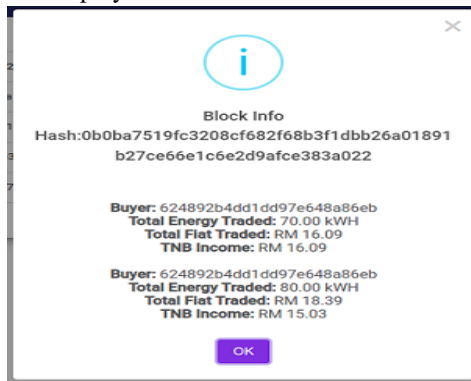 Block Info
Hash:0b0ba7519fc3208cf682f68b3f1dbb26a01891
b27ce66e1c6e2d9afce383a022
Buyer: 624892b4dd1dd97e648a86eb
Total Energy Traded: 70.00 kWH
Total Fiat Traded: RM 16.09
TNB Income: RM 16.09
Buyer: 624892b4dd1dd97e648a86eb
Total Energy Traded: 80.00 kWH
Total Fiat Traded: RM 18.39
TNB Income: RM 15.03
OK